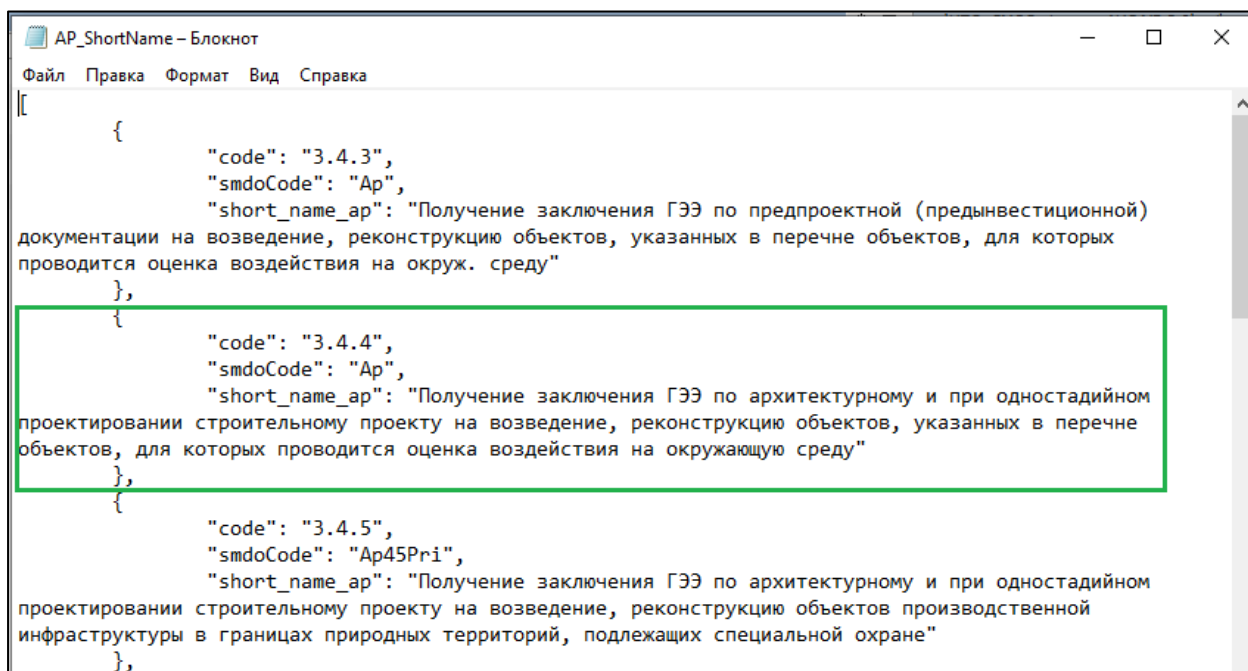 AP_ShortName – Блокнот
Файл Правка Формат Вид Справка
[
{
"code": "3.4.3",
"smdoCode": "Ap",
"short_name_ap": "Получение заключения ГЭЭ по предпроектной (предынвестиционной)
документации на возведение, реконструкцию объектов, указанных в перечне объектов, для которых
проводится оценка воздействия на окруж. среду"
},
{
"code": "3.4.4",
"smdoCode": "Ap",
"short_name_ap": "Получение заключения ГЭЭ по архитектурному и при одностадийном
проектировании строительному проекту на возведение, реконструкцию объектов, указанных в перечне
объектов, для которых проводится оценка воздействия на окружающую среду"
},
{
"code": "3.4.5",
"smdoCode": "Ap45Pri",
"short_name_ap": "Получение заключения ГЭЭ по архитектурному и при одностадийном
проектировании строительному проекту на возведение, реконструкцию объектов производственной
инфраструктуры в границах природных территорий, подлежащих специальной охране"
},